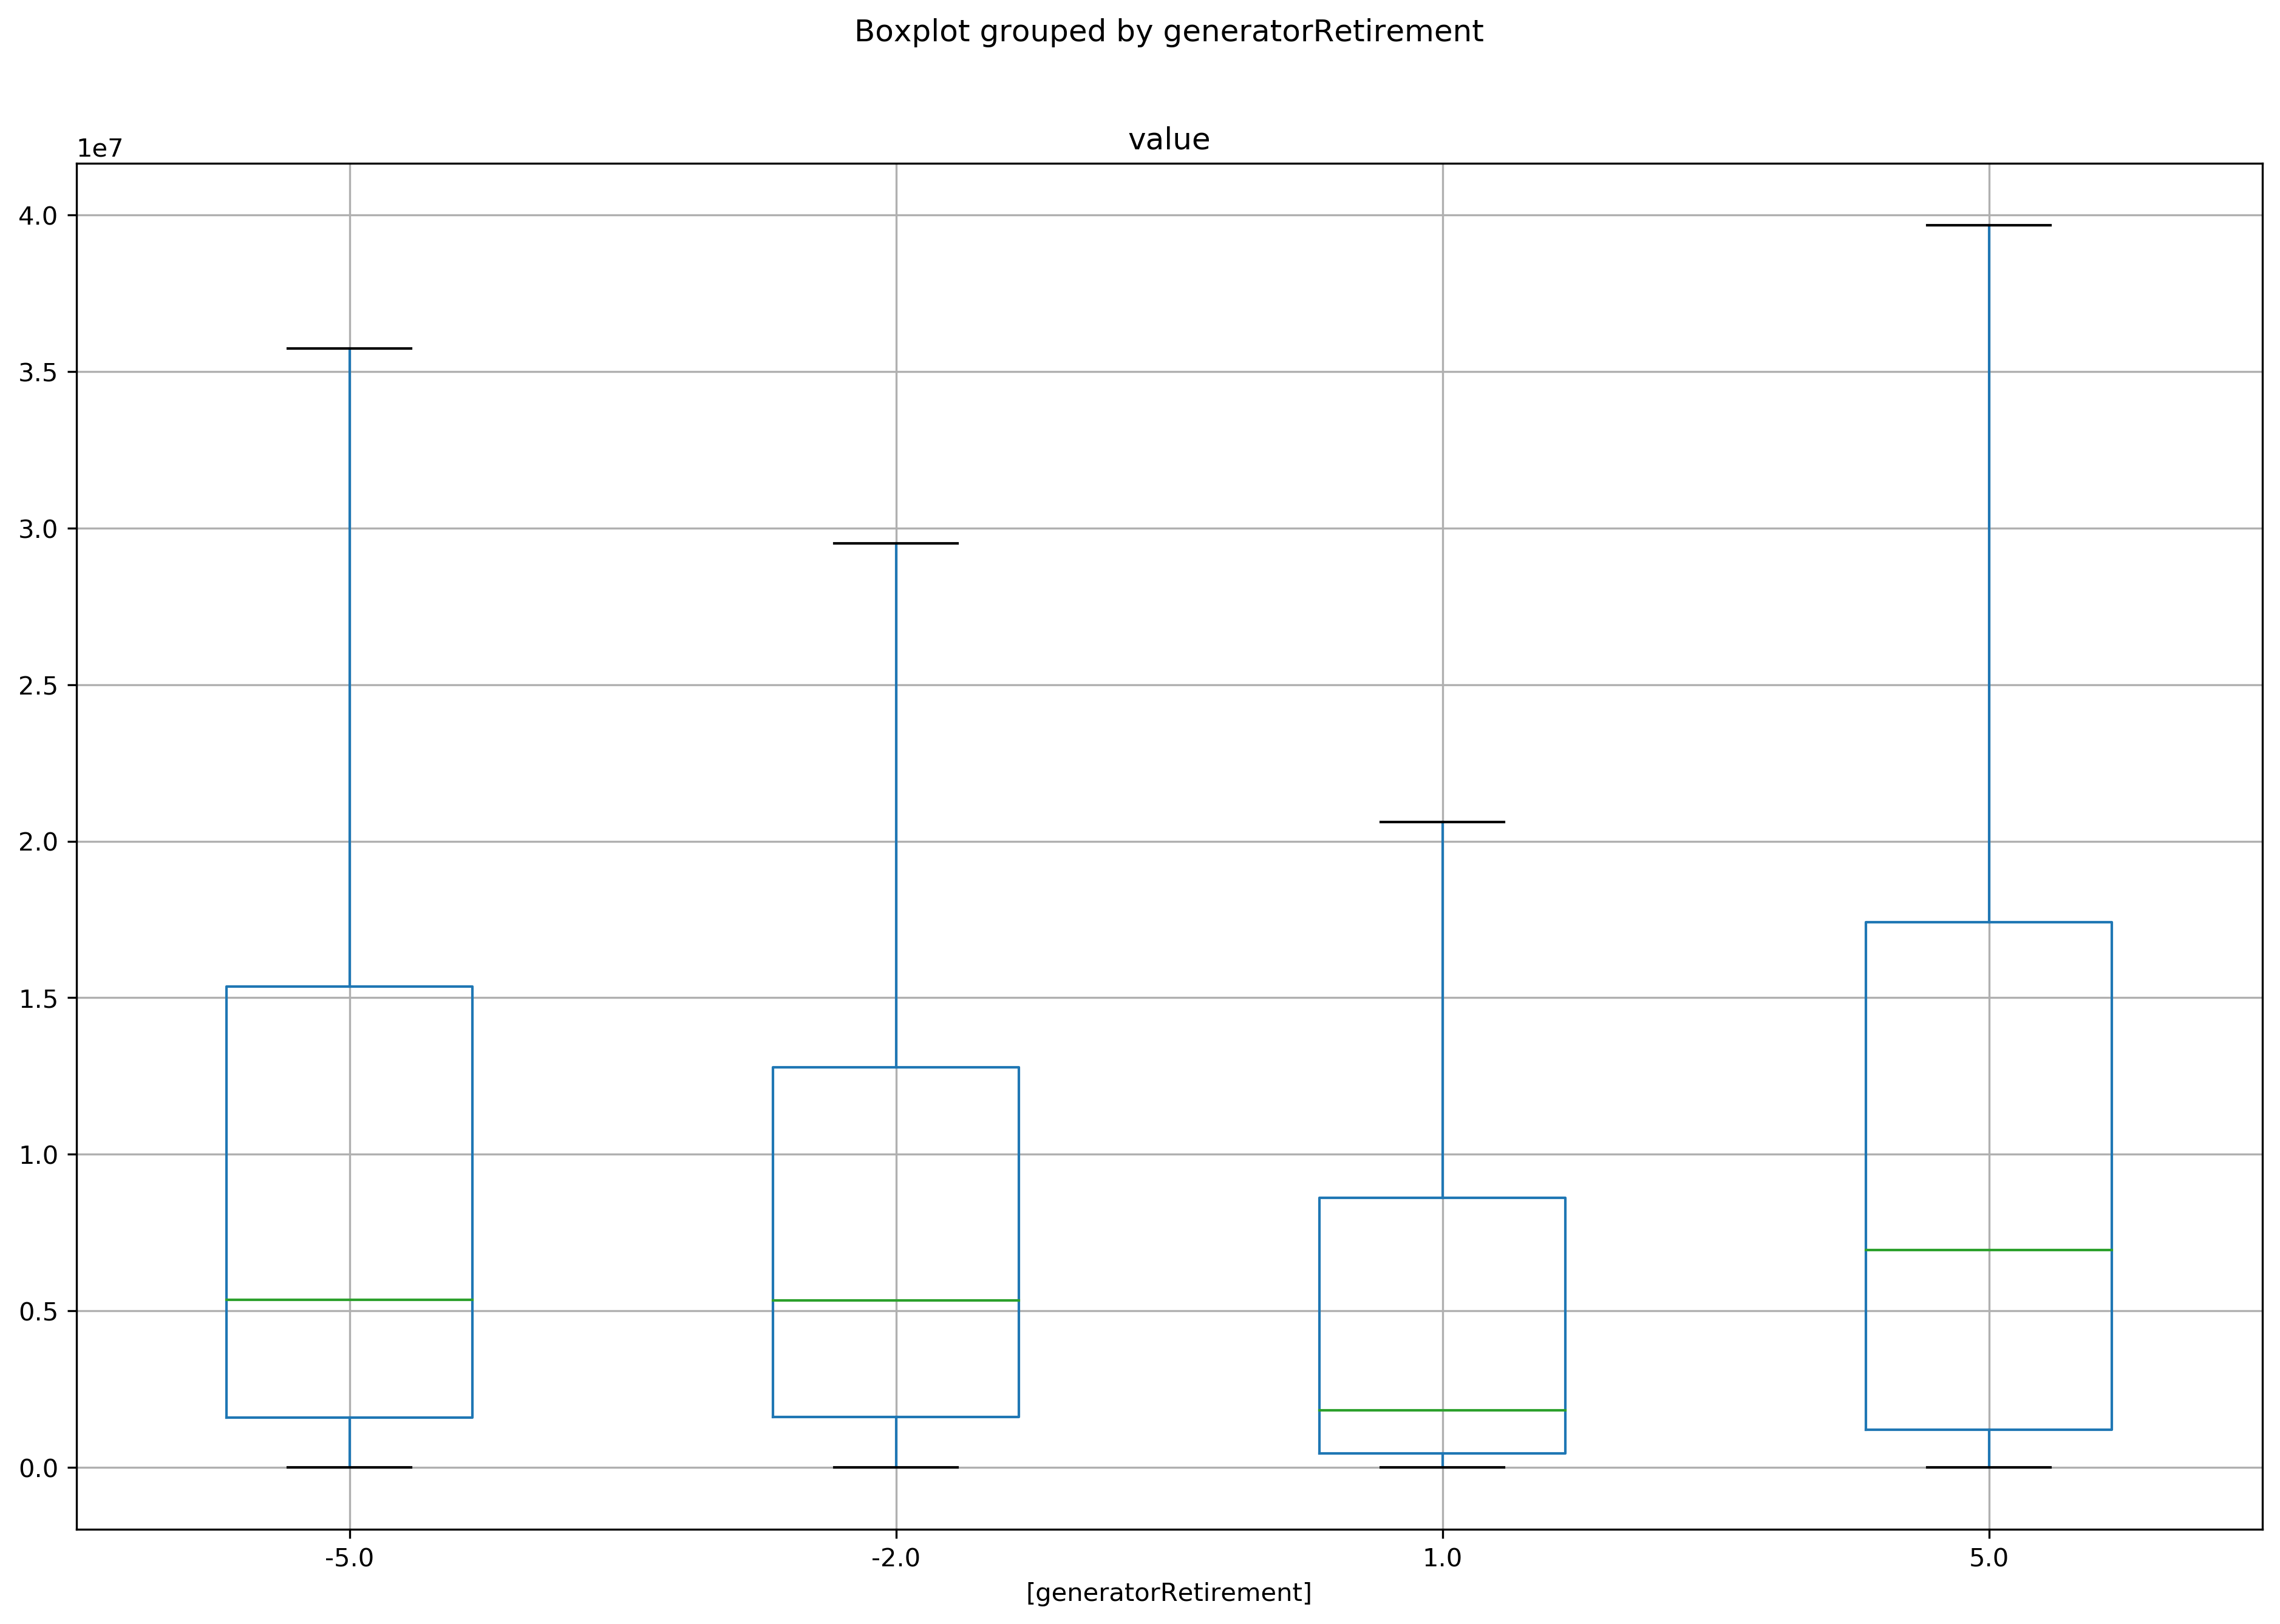 Boxplot grouped by generatorRetirement
value
1e7
4.0
3.5
3.0
2.5
2.0
1.5
1.0
0.5
0.0
-5.0 -2.0 1.0 5.0
[generatorRetirement]